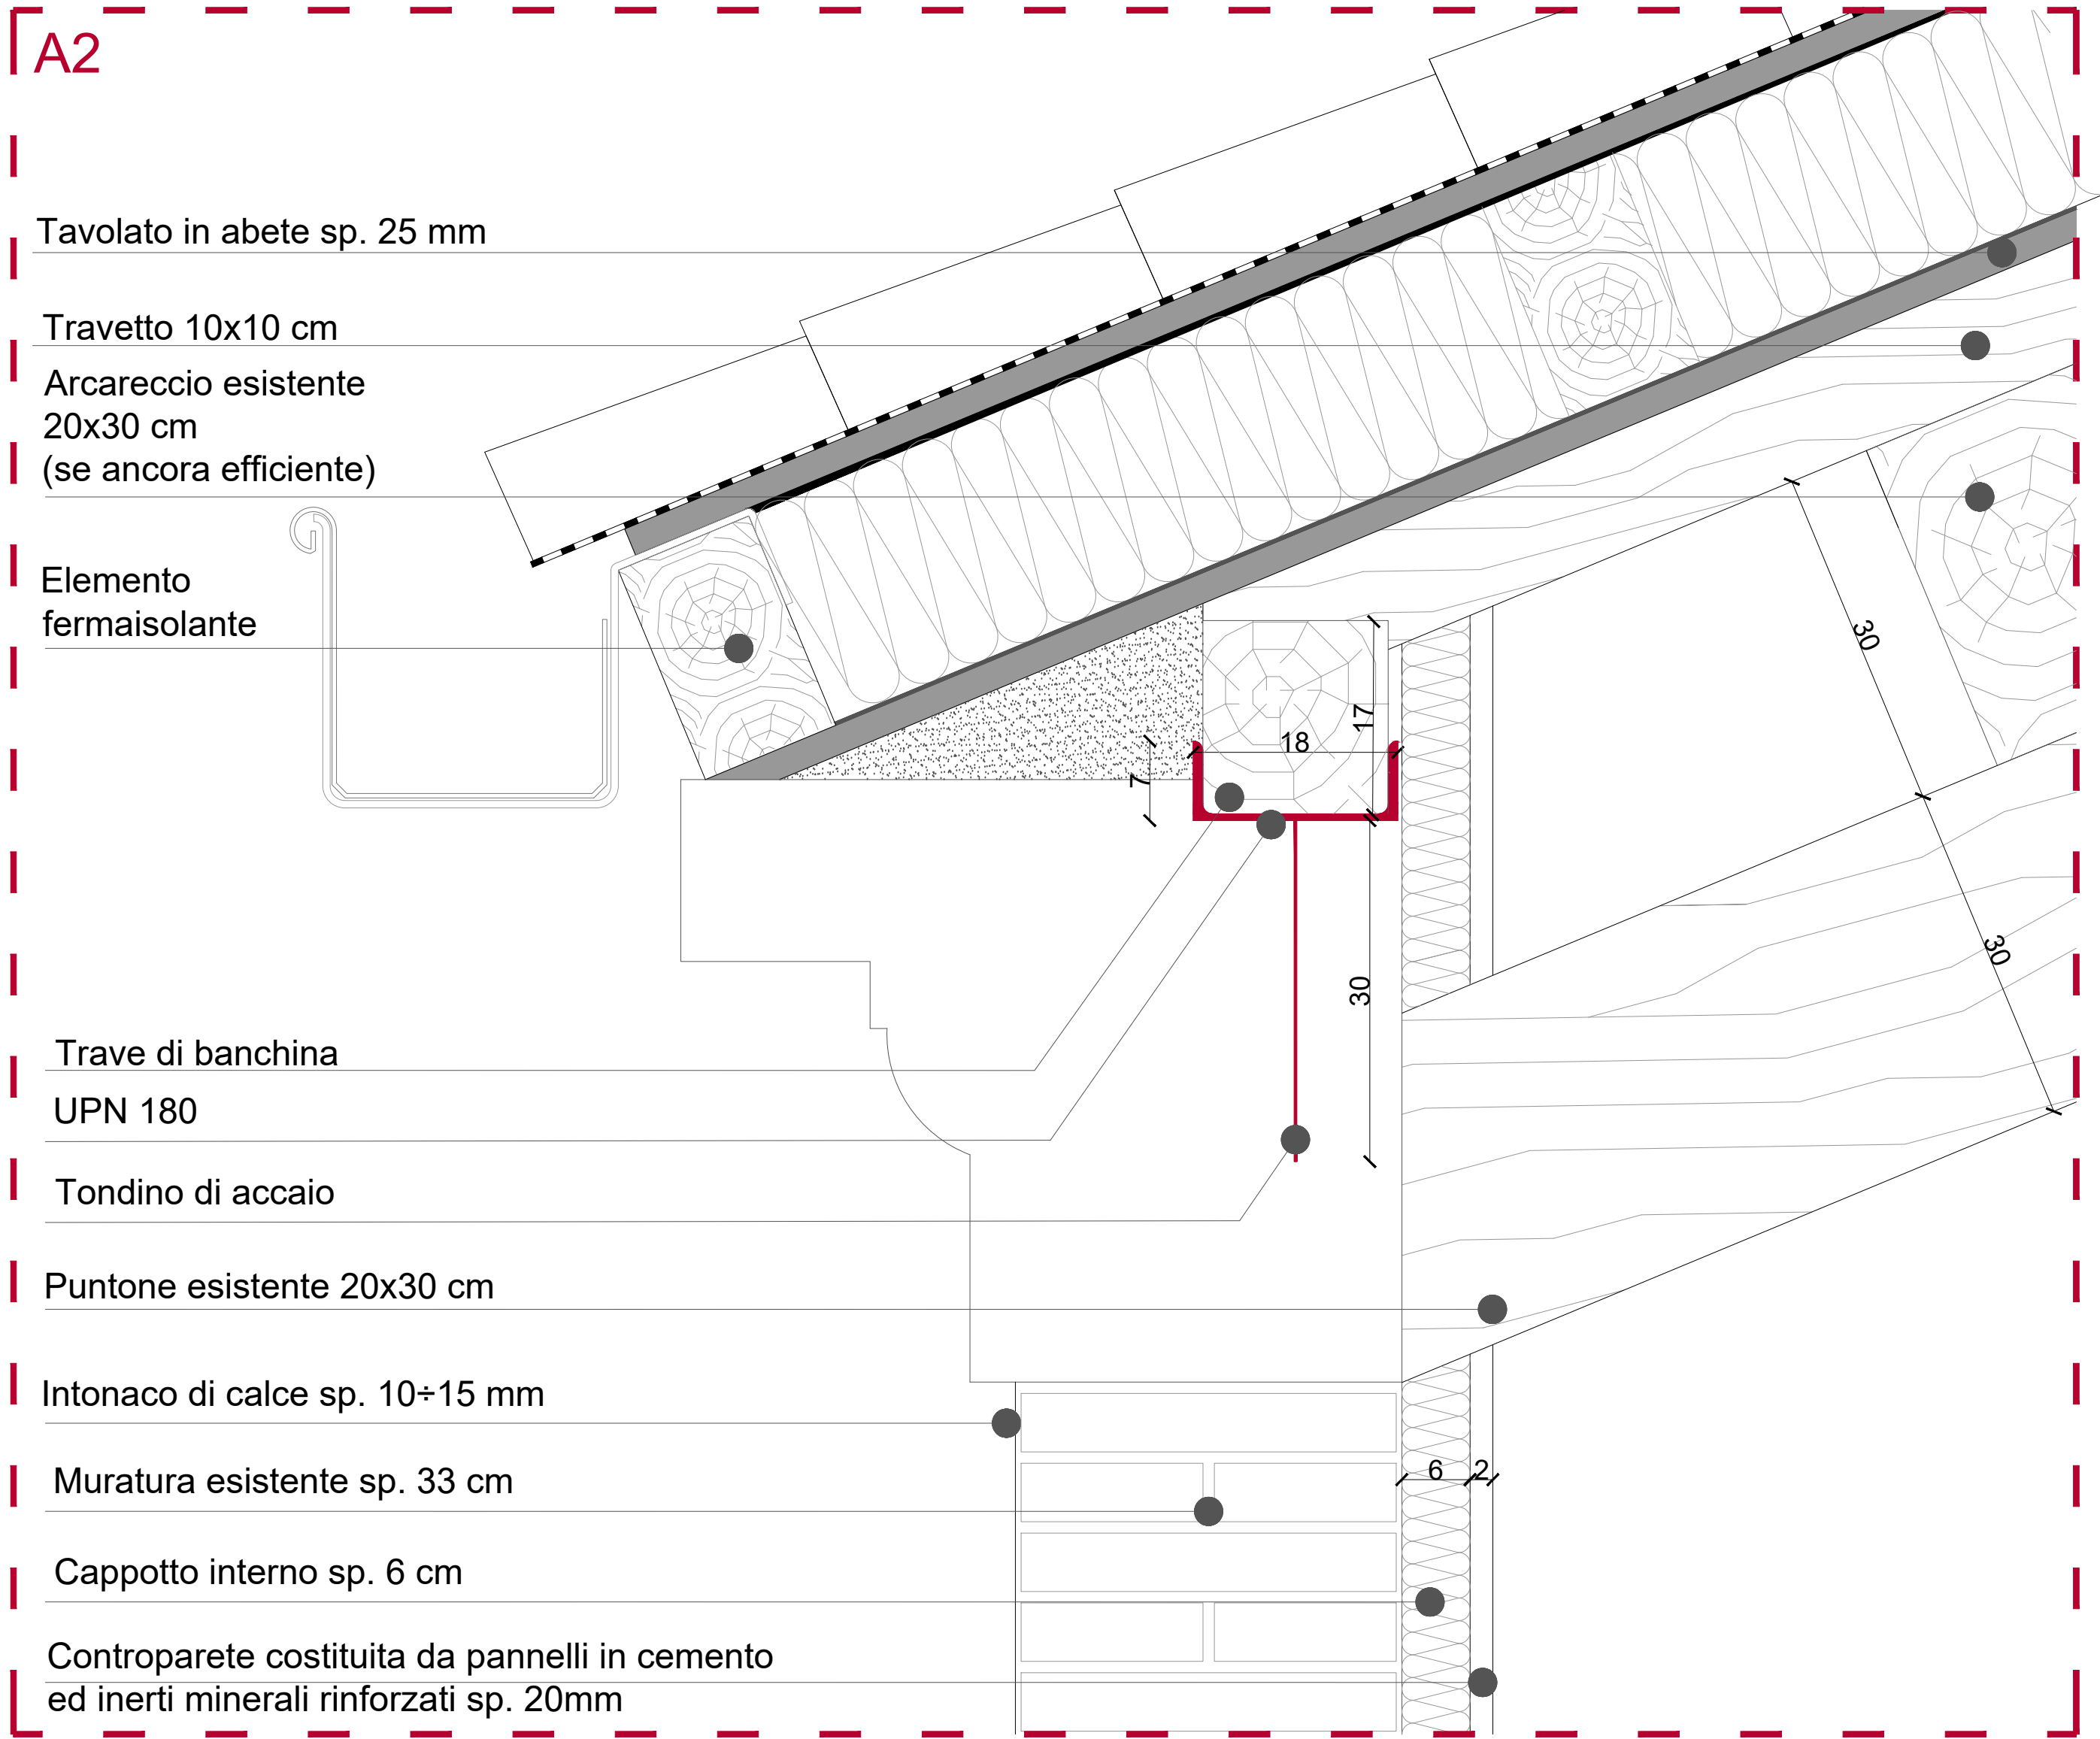 A2
Tavolato in abete sp. 25 mm
Travetto 10x10 cm
Arcareccio esistente
20x30 cm
(se ancora efficiente)
Elemento
fermaisolante
30
17
18
7
30
30
Trave di banchina
UPN 180
Tondino di accaio
Puntone esistente 20x30 cm
Intonaco di calce sp. 10÷15 mm
6
2
Muratura esistente sp. 33 cm
Cappotto interno sp. 6 cm
Controparete costituita da pannelli in cemento
ed inerti minerali rinforzati sp. 20mm